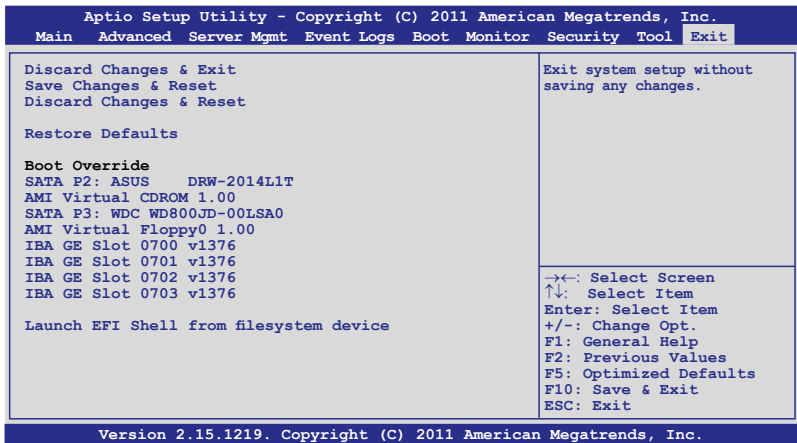 Aptio Setup Utility - Copyright (C) 2011 American Megatrends, Inc.
Main Advanced Server Mgmt Event Logs Boot Monitor Security Tool Exit
Discard Changes & Exit
Save Changes & Reset
Discard Changes & Reset
Restore Defaults
Boot Override
SATA P2: ASUS DRW-2014L1T
AMI Virtual CDROM 1.00
SATA P3: WDC WD800JD-00LSA0
AMI Virtual Floppy0 1.00
IBA GE Slot 0700 v1376
IBA GE Slot 0701 v1376
IBA GE Slot 0702 v1376
IBA GE Slot 0703 v1376
Launch EFI Shell from filesystem device
Exit system setup without
saving any changes.
→←: Select Screen
↑↓: Select Item
Enter: Select Item
+/-: Change Opt.
F1: General Help
F2: Previous Values
F5: Optimized Defaults
F10: Save & Exit
ESC: Exit
Version 2.15.1219. Copyright (C) 2011 American Megatrends, Inc.